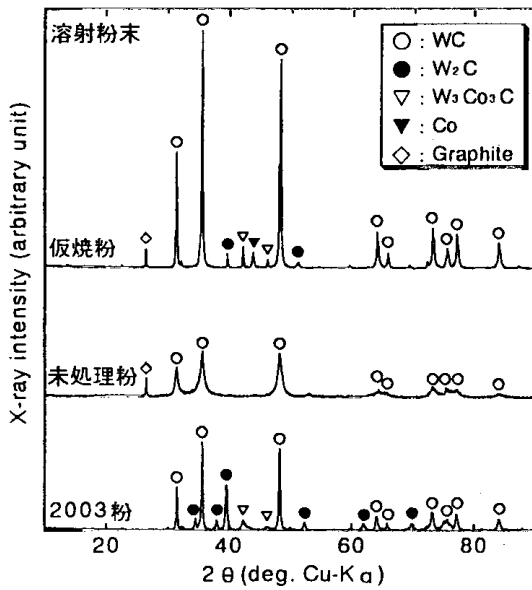 溶射粉末
○ : WC
● : W₂C
▽ : W₃Co₃C
▼ : Co
◇ : Graphite
仮焼粉
未処理粉
2003粉
X-ray intensity (arbitrary unit)
20 40 60 80
2θ(deg. Cu-Kα)